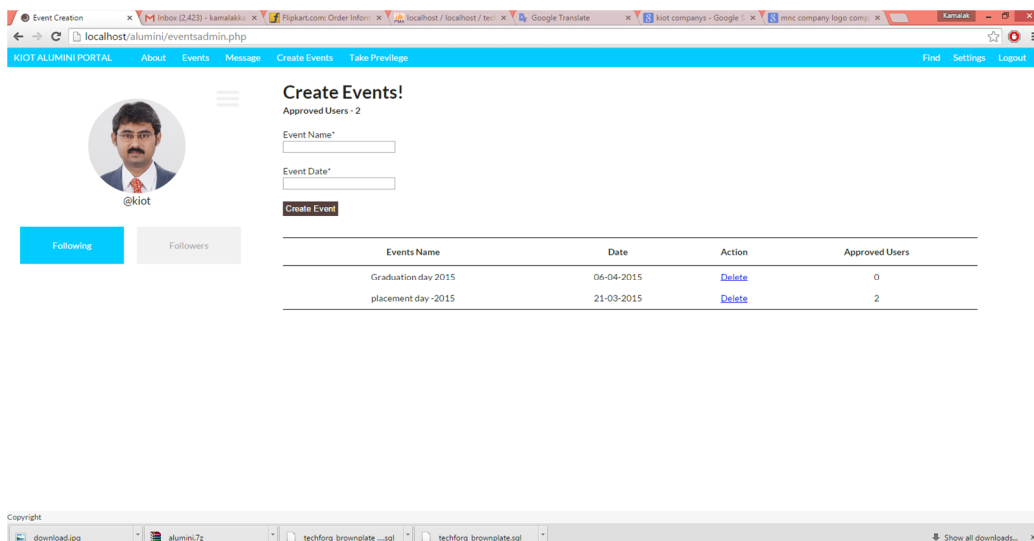 Event Creation
Inbox (2,423) - kamalakka
Flipkart.com: Order Inform
localhost / localhost / tec
Google Translate
kiot companys - Google S
mnc company logo comp
Kamalak
localhost/alumini/eventsadmin.php
KIOT ALUMINI PORTAL About Events Message Create Events Take Previlege Find Settings Logout
@kiot
Following Followers
Create Events!
Approved Users - 2
Event Name*
Event Date*
Create Event
Events Name Date Action Approved Users
Graduation day 2015 06-04-2015 Delete 0
placement day -2015 21-03-2015 Delete 2
Copyright
download.jpg alumini.7z techforg_brownplate ....sql techforg_brownplate.sql Show all downloads...